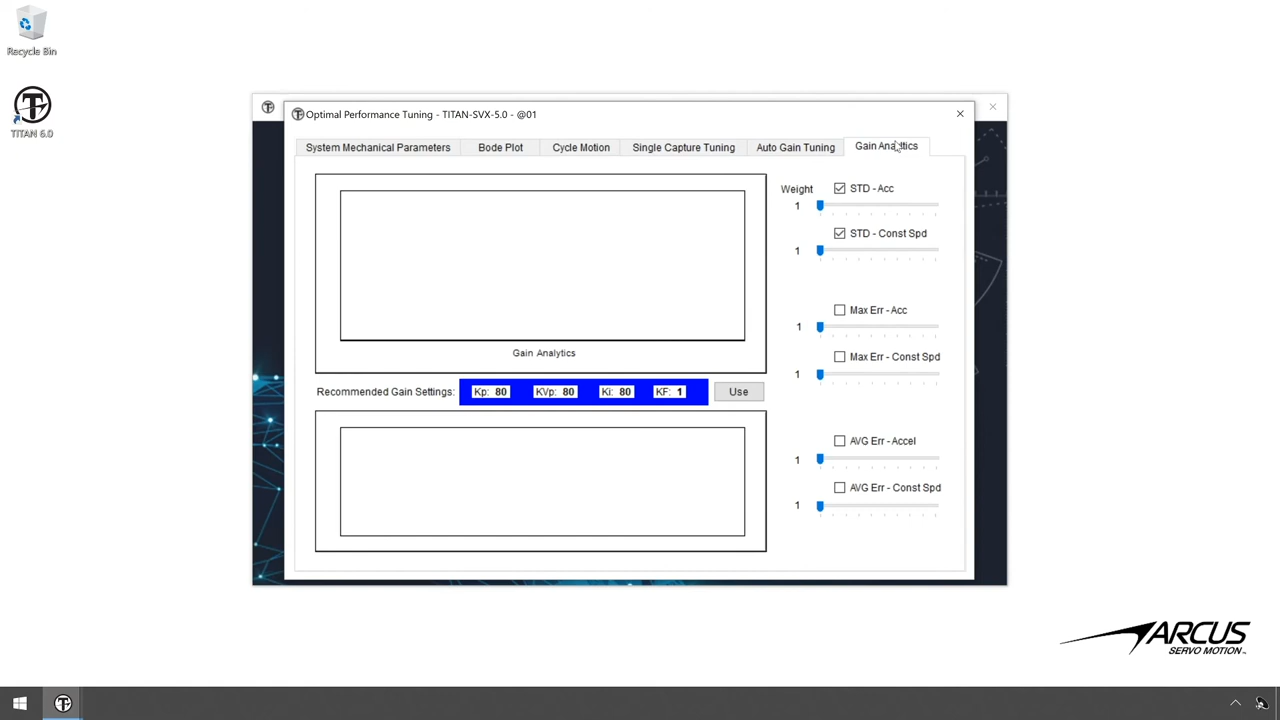 Recycle Bin
TITAN 6.0
Optimal Performance Tuning - TITAN-SVX-5.0 - @01
System Mechanical Parameters
Bode Plot
Cycle Motion
Single Capture Tuning
Auto Gain Tuning
Gain Analytics
Weight
STD - Acc
1
STD - Const Spd
1
Max Err - Acc
1
Max Err - Const Spd
1
Gain Analytics
Recommended Gain Settings: Kp: 80 KVp: 80 Ki: 80 KF: 1 Use
AVG Err - Accel
1
AVG Err - Const Spd
1
ARCUS
SERVO MOTION